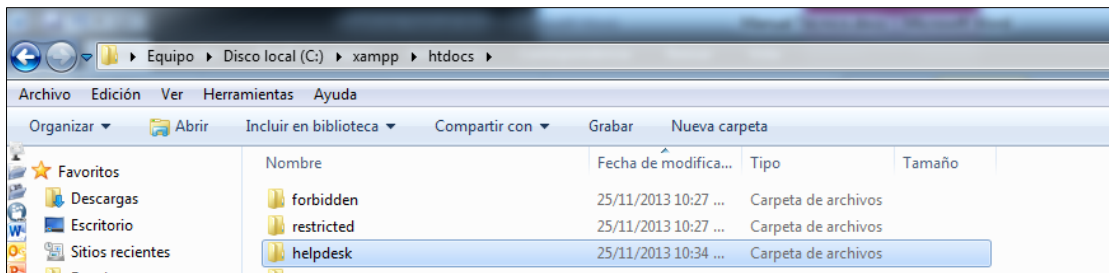 Equipo Disco local (C:) xampp htdocs
Archivo Edición Ver Herramientas Ayuda
Organizar Abrir Incluir en biblioteca Compartir con Grabar Nueva carpeta
Favoritos
Descargas
Escritorio
Sitios recientes
Nombre Fecha de modifica... Tipo Tamaño
forbidden 25/11/2013 10:27 ... Carpeta de archivos
restricted 25/11/2013 10:27 ... Carpeta de archivos
helpdesk 25/11/2013 10:34 ... Carpeta de archivos